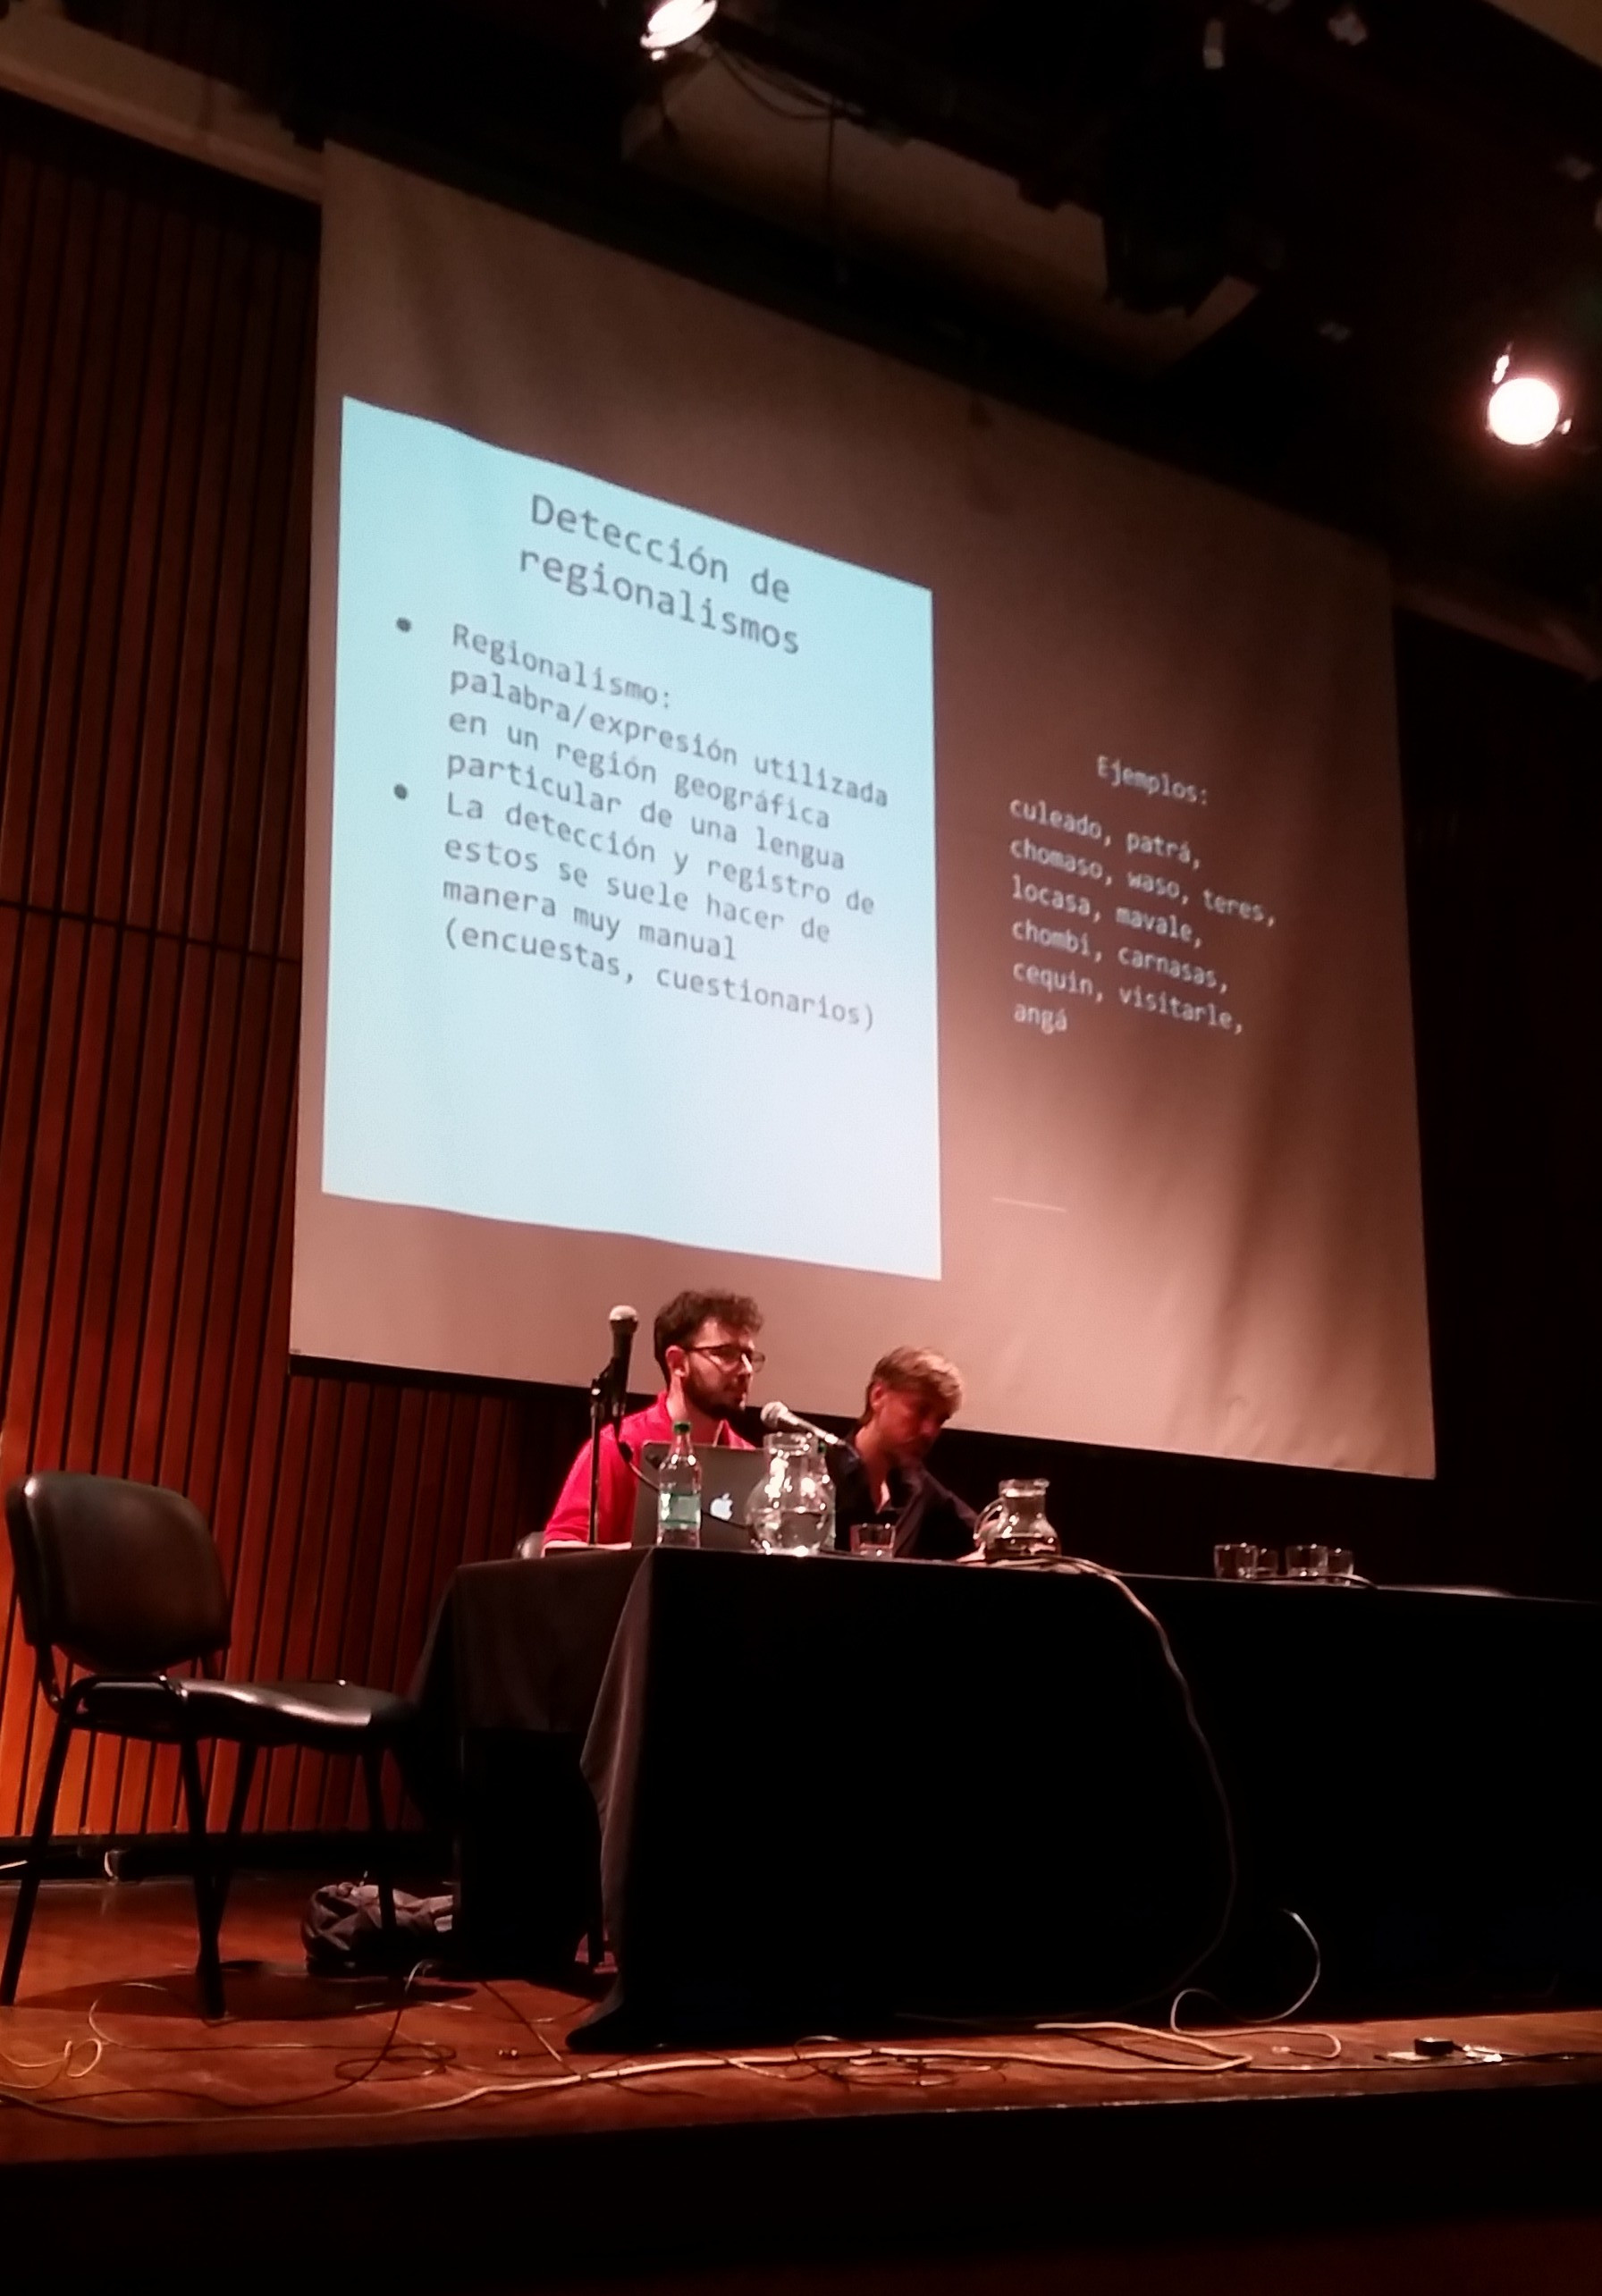 Detección de
regionalismos
• Regionalismo:
palabra/expresión utilizada
en un región geográfica
particular de una lengua
• La detección y registro de
estos se suele hacer de
manera muy manual
(encuestas, cuestionarios)
Ejemplos:
culeado, patrá,
chomaso, waso, teres,
locasa, mavale,
chombi, carnasas,
cequin, visitarle,
angá